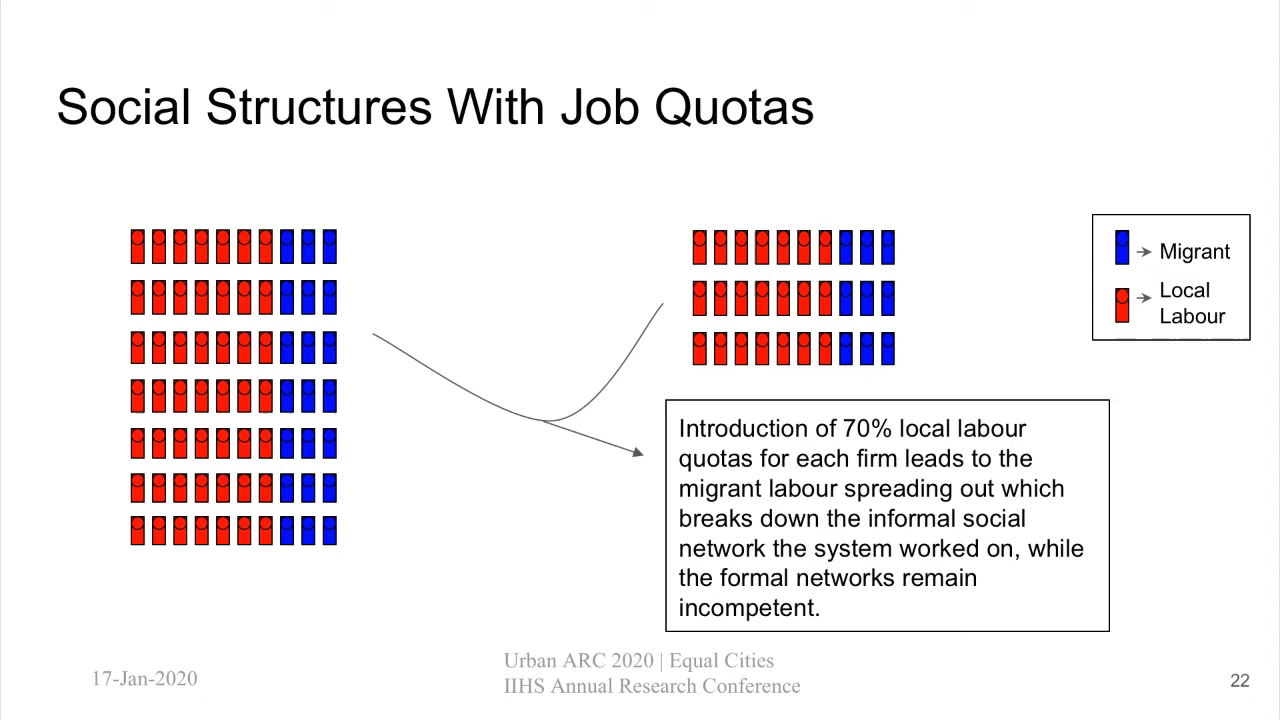 Social Structures With Job Quotas
Migrant
Local
Labour
Introduction of 70% local labour
quotas for each firm leads to the
migrant labour spreading out which
breaks down the informal social
network the system worked on, while
the formal networks remain
incompetent.
17-Jan-2020
Urban ARC 2020 | Equal Cities
IIHS Annual Research Conference
22